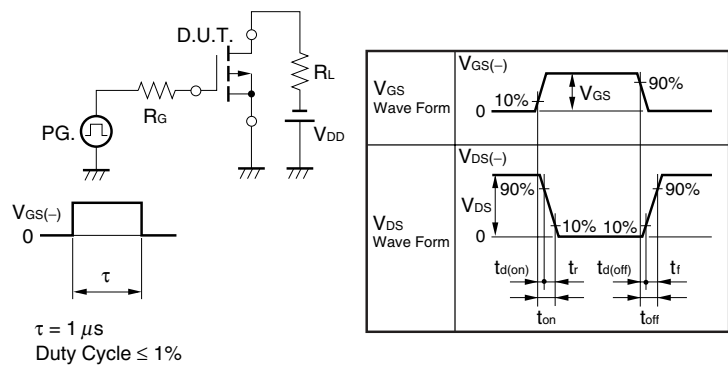 D.U.T.
RL
RG
PG.
VDD
VGS(−)
0
τ
τ = 1 μs
Duty Cycle ≤ 1%
VGS
Wave Form
VGS(−)
10%
0
VGS
90%
VDS
Wave Form
VDS(−)
90%
VDS
0
10%
10%
90%
td(on)
tr
td(off)
tf
ton
toff